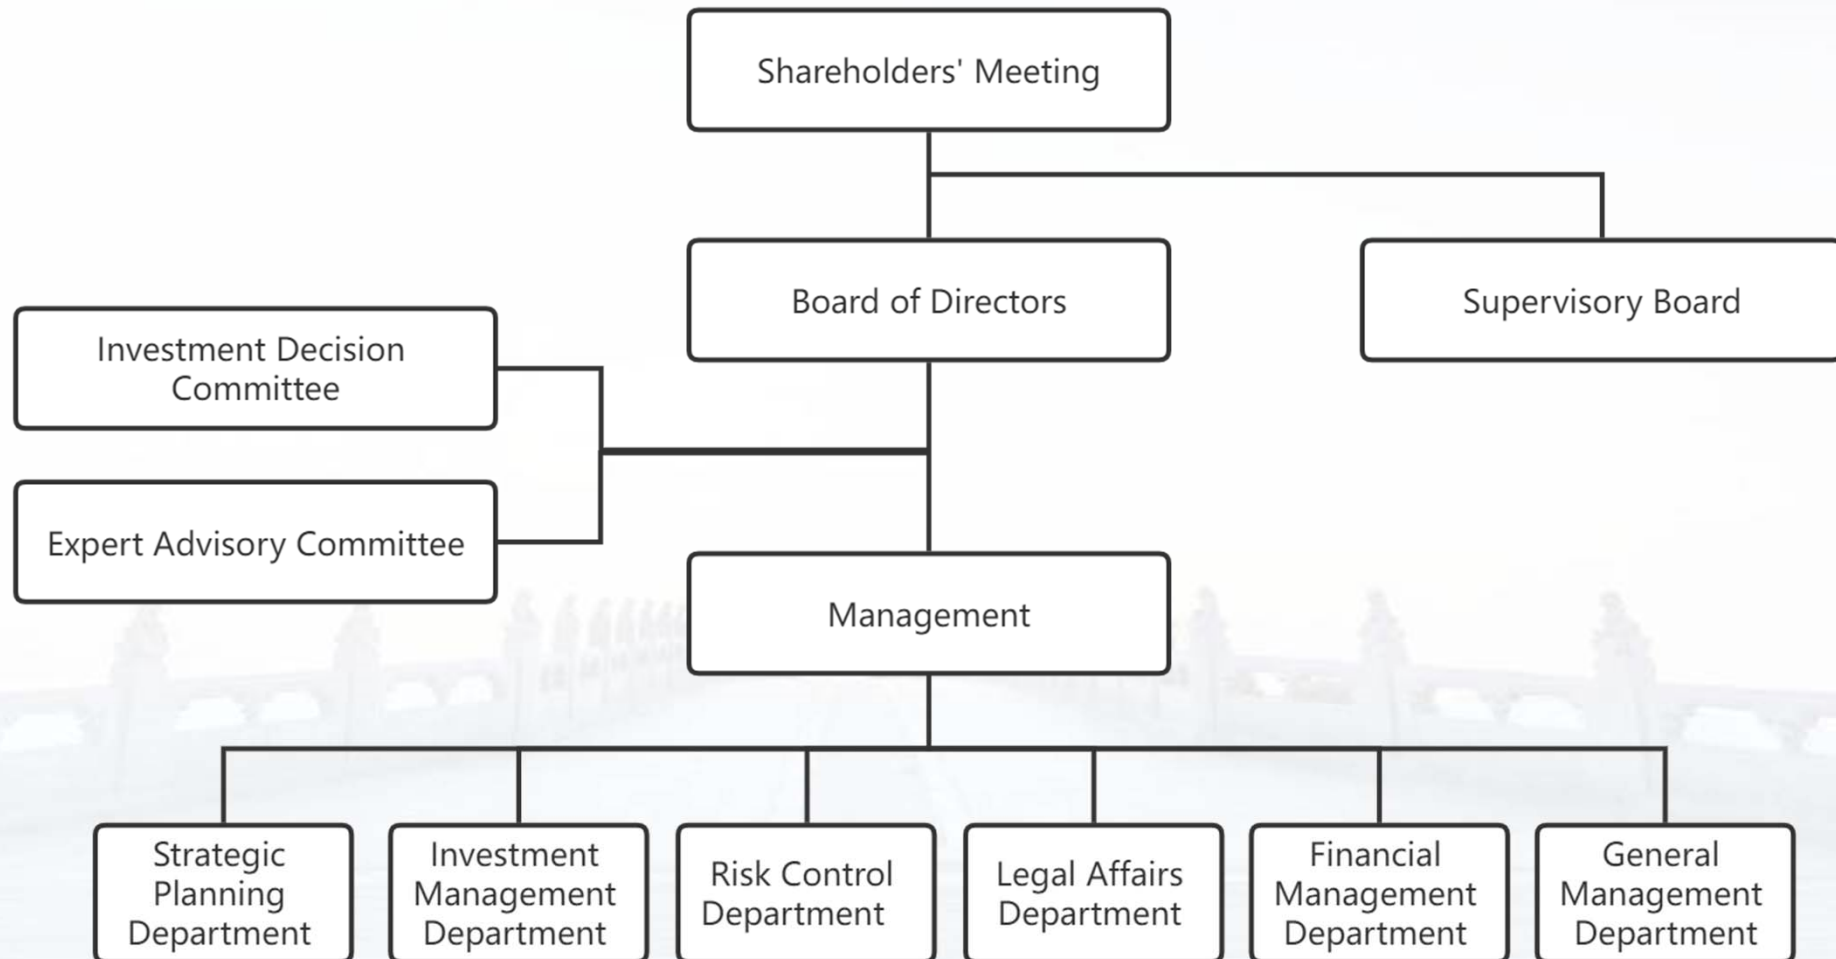 Shareholders' Meeting
Board of Directors
Supervisory Board
Investment Decision
Committee
Expert Advisory Committee
Management
Strategic
Planning
Department
Investment
Management
Department
Risk Control
Department
Legal Affairs
Department
Financial
Management
Department
General
Management
Department